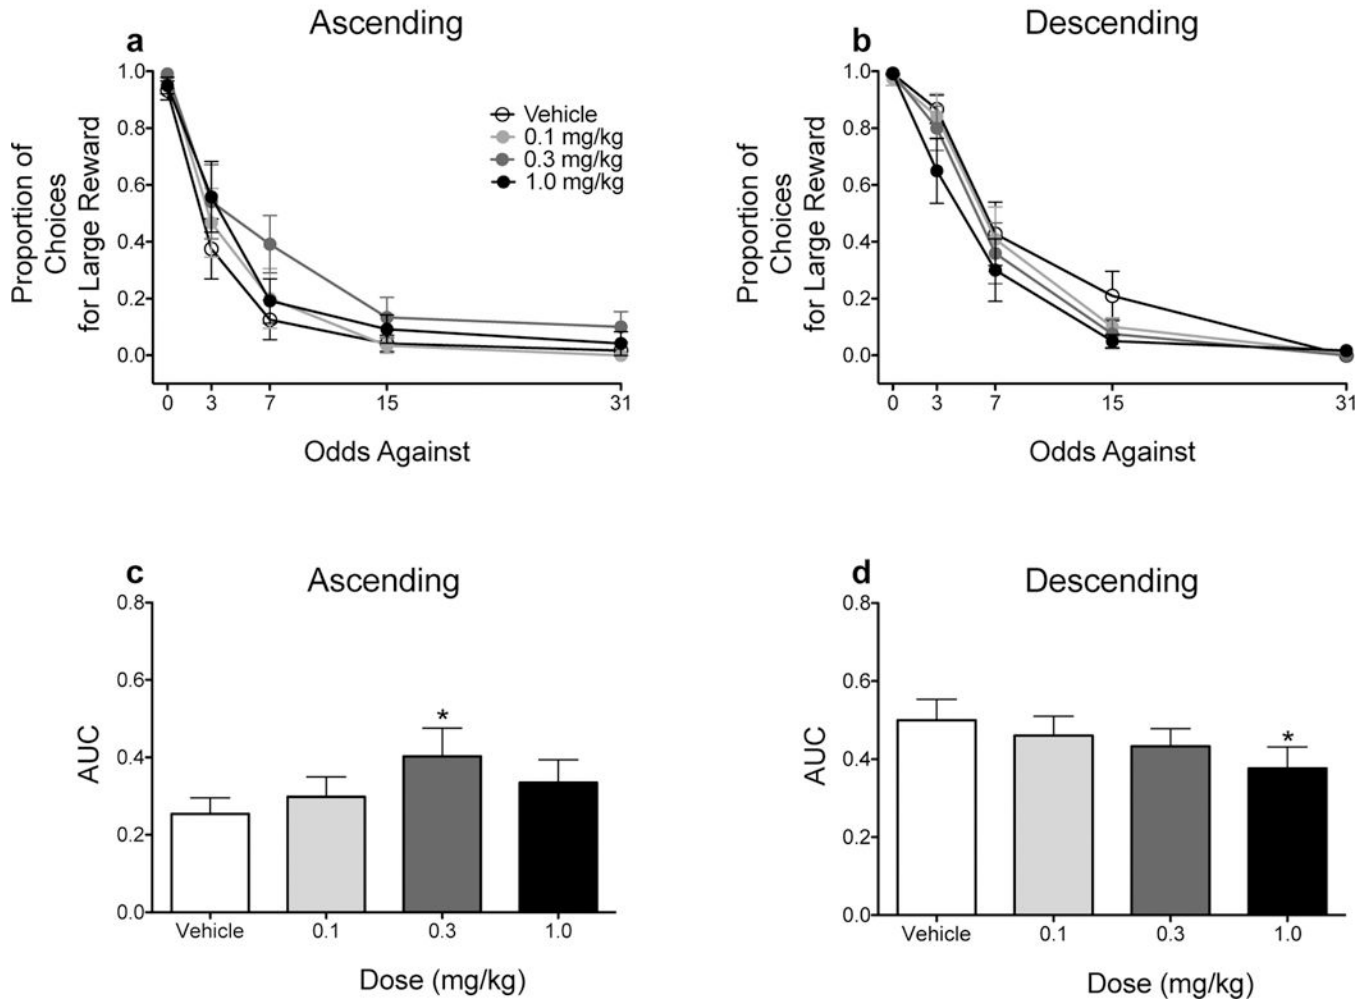 a
Ascending
Proportion of
Choices
for Large Reward
1.0
0.8
0.6
0.4
0.2
0.0
Vehicle
0.1 mg/kg
0.3 mg/kg
1.0 mg/kg
0 3 7 15 31
Odds Against
b
Descending
Proportion of
Choices
for Large Reward
1.0
0.8
0.6
0.4
0.2
0.0
0 3 7 15 31
Odds Against
c
Ascending
AUC
0.8
0.6
0.4
0.2
0.0
*
Vehicle 0.1 0.3 1.0
Dose (mg/kg)
d
Descending
AUC
0.8
0.6
0.4
0.2
0.0
*
Vehicle 0.1 0.3 1.0
Dose (mg/kg)